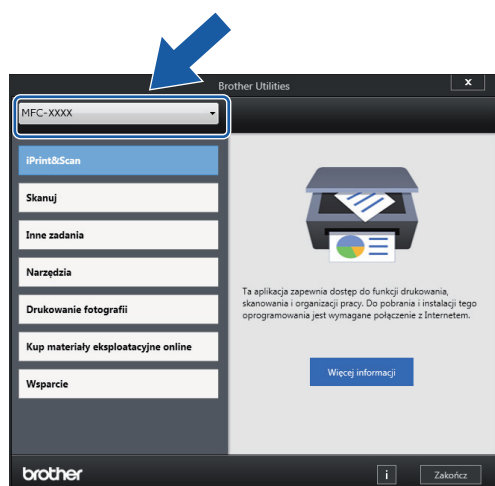 Brother Utilities
X
MFC-XXXX
iPrint&Scan
Skanuj
Inne zadania
Narzędzia
Drukowanie fotografii
Kup materiały eksploatacyjne online
Wsparcie
Ta aplikacja zapewnia dostęp do funkcji drukowania,
skanowania i organizacji pracy. Do pobrania i instalacji tego
oprogramowania jest wymagane połączenie z Internetem.
Więcej informacji
brother
i
Zakończ